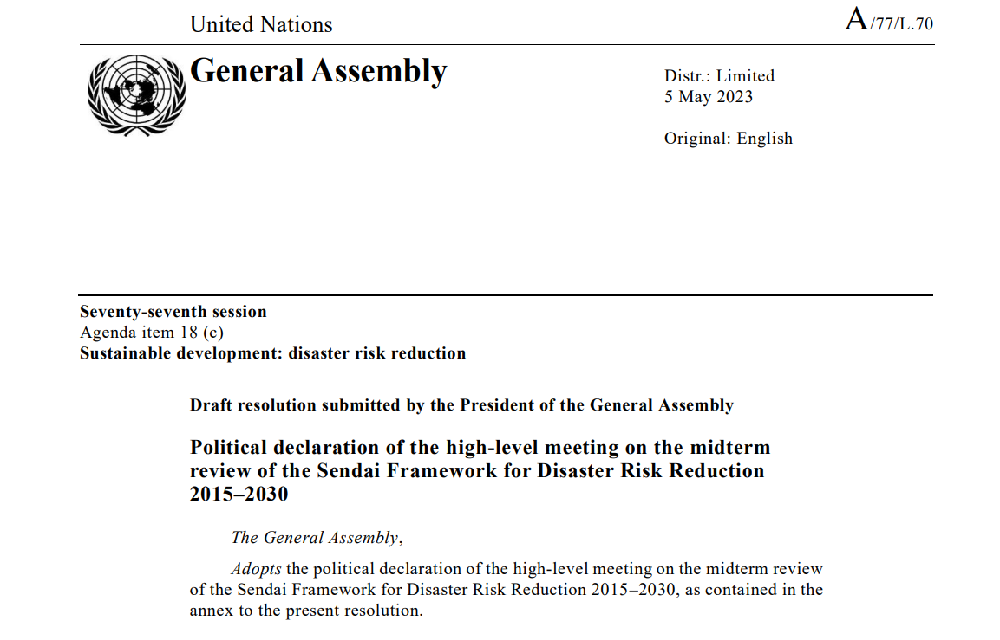 United Nations
A/77/L.70
General Assembly
Distr.: Limited
5 May 2023
Original: English
Seventy-seventh session
Agenda item 18 (c)
Sustainable development: disaster risk reduction
Draft resolution submitted by the President of the General Assembly
Political declaration of the high-level meeting on the midterm
review of the Sendai Framework for Disaster Risk Reduction
2015–2030
The General Assembly,
Adopts the political declaration of the high-level meeting on the midterm review
of the Sendai Framework for Disaster Risk Reduction 2015–2030, as contained in the
annex to the present resolution.